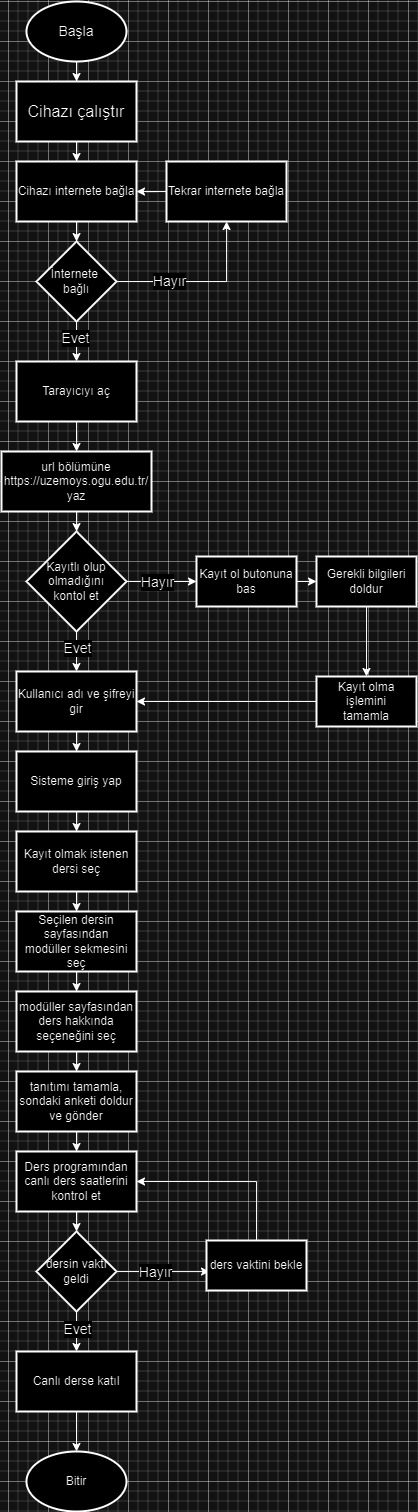 Başla
Cihazı çalıştır
Cihazı internete bağla
Tekrar internete bağla
İnternete
bağlı
Hayır
Evet
Tarayıcıyı aç
url bölümüne
https://uzemoys.ogu.edu.tr/
yaz
Kayıtlı olup
olmadığını
kontol et
Hayır
Kayıt ol butonuna
bas
Gerekli bilgileri
doldur
Evet
Kullanıcı adı ve şifreyi
gir
Kayıt olma
işlemini
tamamla
Sisteme giriş yap
Kayıt olmak istenen
dersi seç
Seçilen dersin
sayfasından
modüller sekmesini
seç
modüller sayfasından
ders hakkında
seçeneğini seç
tanıtımı tamamla,
sondaki anketi doldur
ve gönder
Ders programından
canlı ders saatlerini
kontrol et
dersin vakti
geldi
Hayır
ders vaktini bekle
Evet
Canlı derse katıl
Bitir